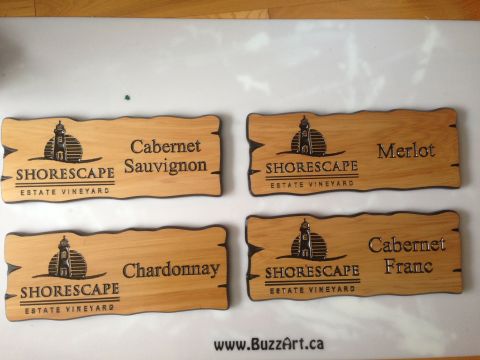 SHORESCAPE
ESTATE VINEYARD
Cabernet
Sauvignon
SHORESCAPE
ESTATE VINEYARD
Merlot
SHORESCAPE
ESTATE VINEYARD
Chardonnay
SHORESCAPE
ESTATE VINEYARD
Cabernet
Franc
www.BuzzArt.ca